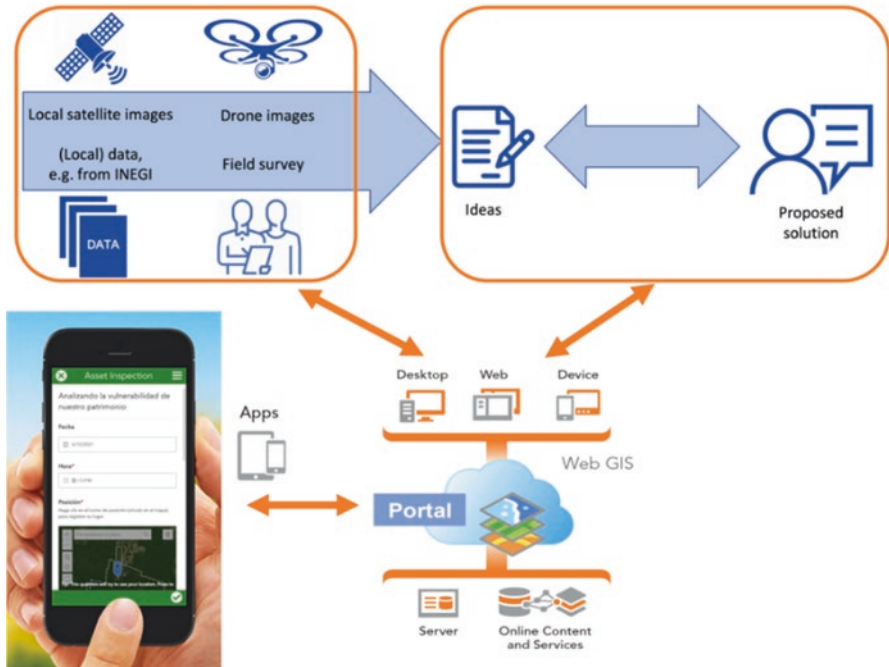 Local satellite images
Drone images
(Local) data,
e.g. from INEGI
Field survey
DATA
Ideas
Proposed
solution
Asset Inspection
Analizando la vulnerabilidad de
nuestro patrimonio
Fecha
Hora*
Posición*
Apps
Desktop
Web
Device
Web GIS
Portal
Server
Online Content
and Services